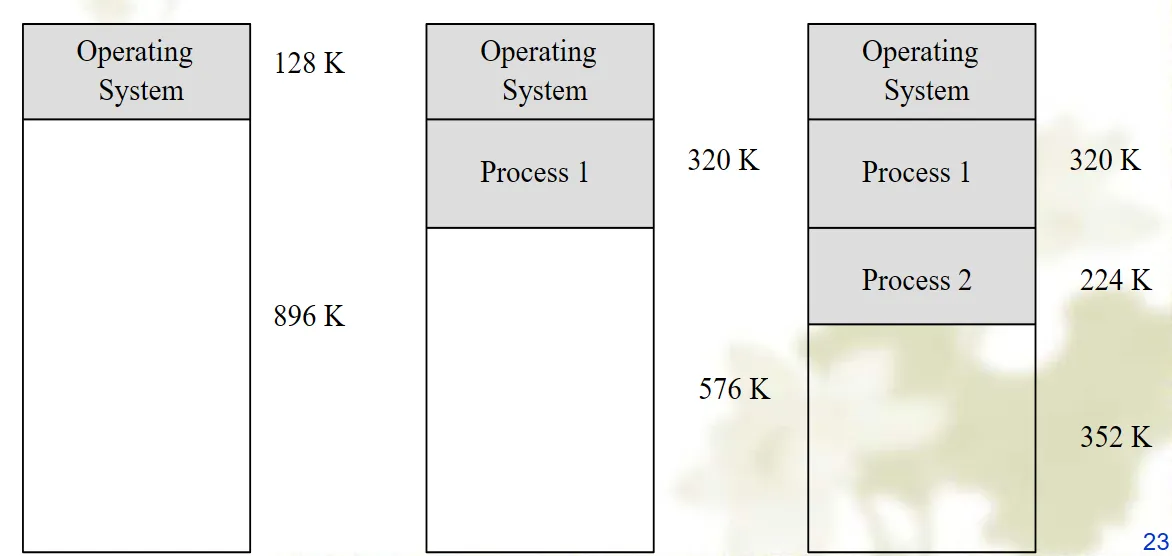 Operating
System
128 K
896 K
Operating
System
Process 1
320 K
576 K
Operating
System
Process 1
320 K
Process 2
224 K
352 K
23